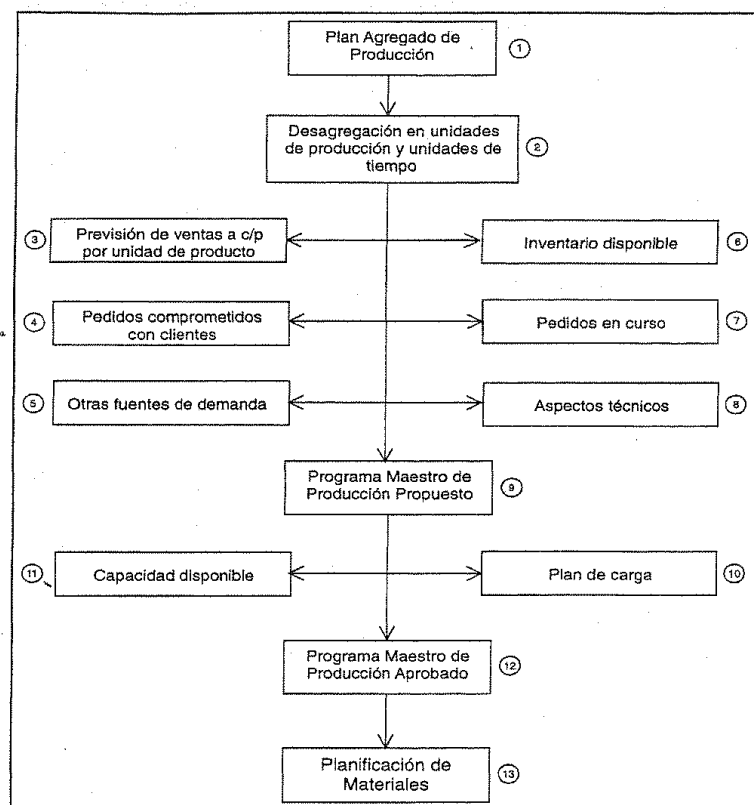 Plan Agregado de
Producción
1
Desagregación en unidades
de producción y unidades de
tiempo
2
3
Previsión de ventas a c/p
por unidad de producto
Inventario disponible
6
4
Pedidos comprometidos
con clientes
Pedidos en curso
7
5
Otras fuentes de demanda
Aspectos técnicos
8
Programa Maestro de
Producción Propuesto
9
11
Capacidad disponible
Plan de carga
10
Programa Maestro de
Producción Aprobado
12
Planificación de
Materiales
13